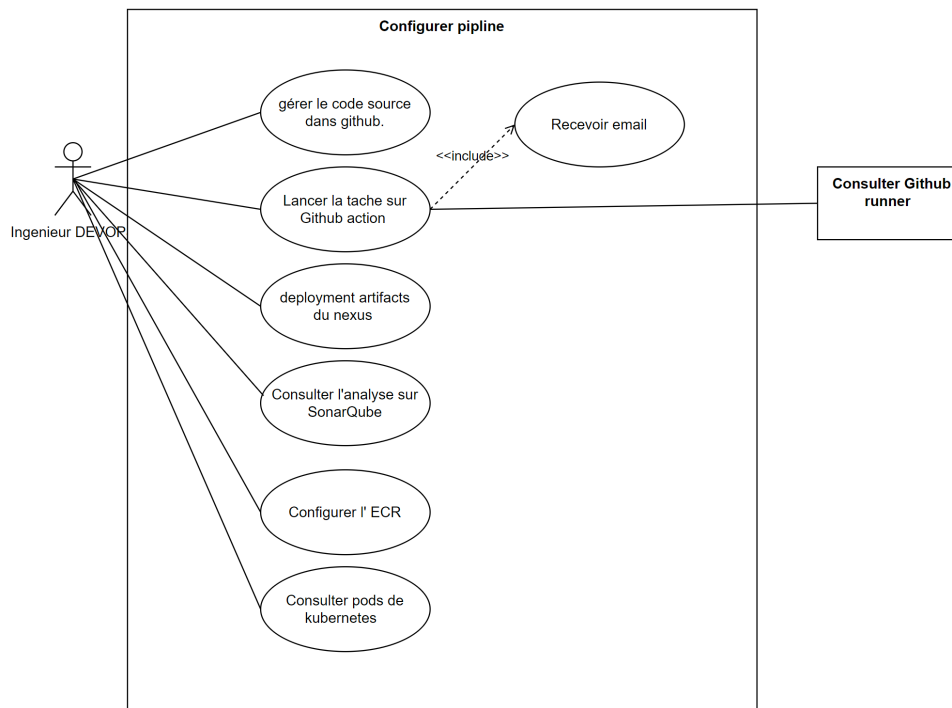 Configurer pipline
gérer le code source
dans github.
Recevoir email
<<include>>
Lancer la tache sur
Github action
Consulter Github
runner
Ingenieur DEVOP
deployment artifacts
du nexus
Consulter l'analyse sur
SonarQube
Configurer l' ECR
Consulter pods de
kubernetes